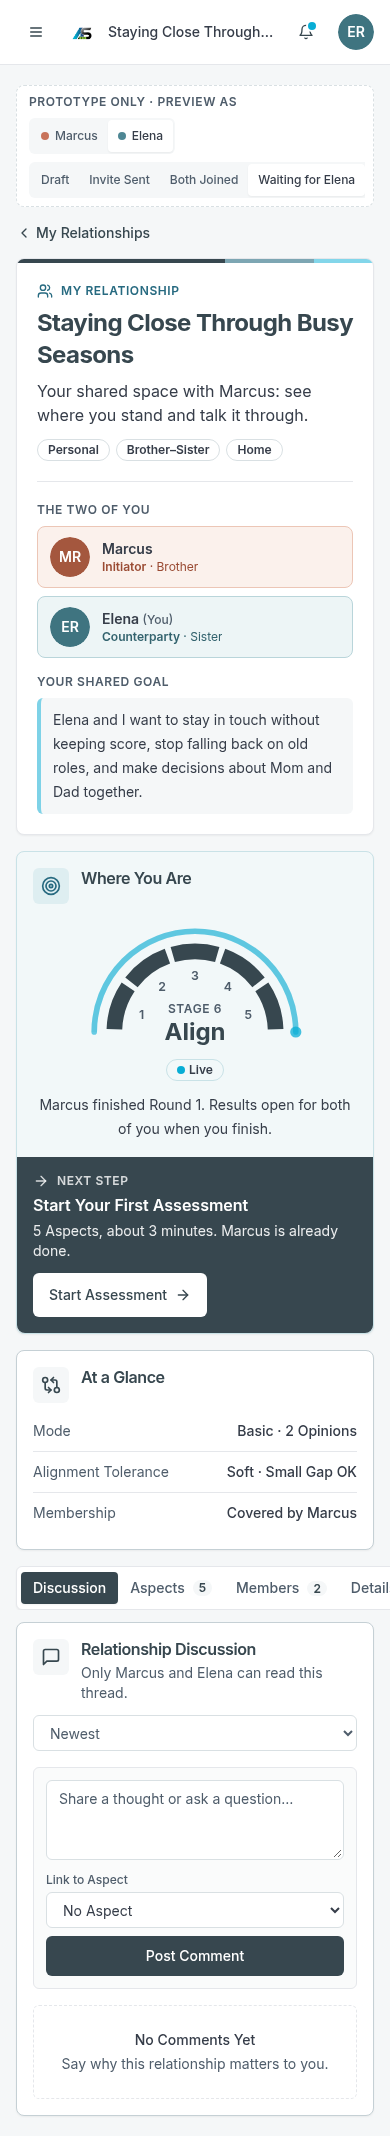 Staying Close Through...
ER
PROTOTYPE ONLY · PREVIEW AS
Marcus
Elena
Draft
Invite Sent
Both Joined
Waiting for Elena
My Relationships
MY RELATIONSHIP
Staying Close Through Busy
Seasons
Your shared space with Marcus: see
where you stand and talk it through.
Personal
Brother–Sister
Home
THE TWO OF YOU
MR
Marcus
Initiator · Brother
ER
Elena (You)
Counterparty · Sister
YOUR SHARED GOAL
Elena and I want to stay in touch without
keeping score, stop falling back on old
roles, and make decisions about Mom and
Dad together.
Where You Are
1
2
3
4
5
STAGE 6
Align
Live
Marcus finished Round 1. Results open for both
of you when you finish.
NEXT STEP
Start Your First Assessment
5 Aspects, about 3 minutes. Marcus is already
done.
Start Assessment
At a Glance
Mode
Basic · 2 Opinions
Alignment Tolerance
Soft · Small Gap OK
Membership
Covered by Marcus
Discussion
Aspects 5
Members 2
Detail
Relationship Discussion
Only Marcus and Elena can read this
thread.
Newest
Share a thought or ask a question...
Link to Aspect
No Aspect
Post Comment
No Comments Yet
Say why this relationship matters to you.